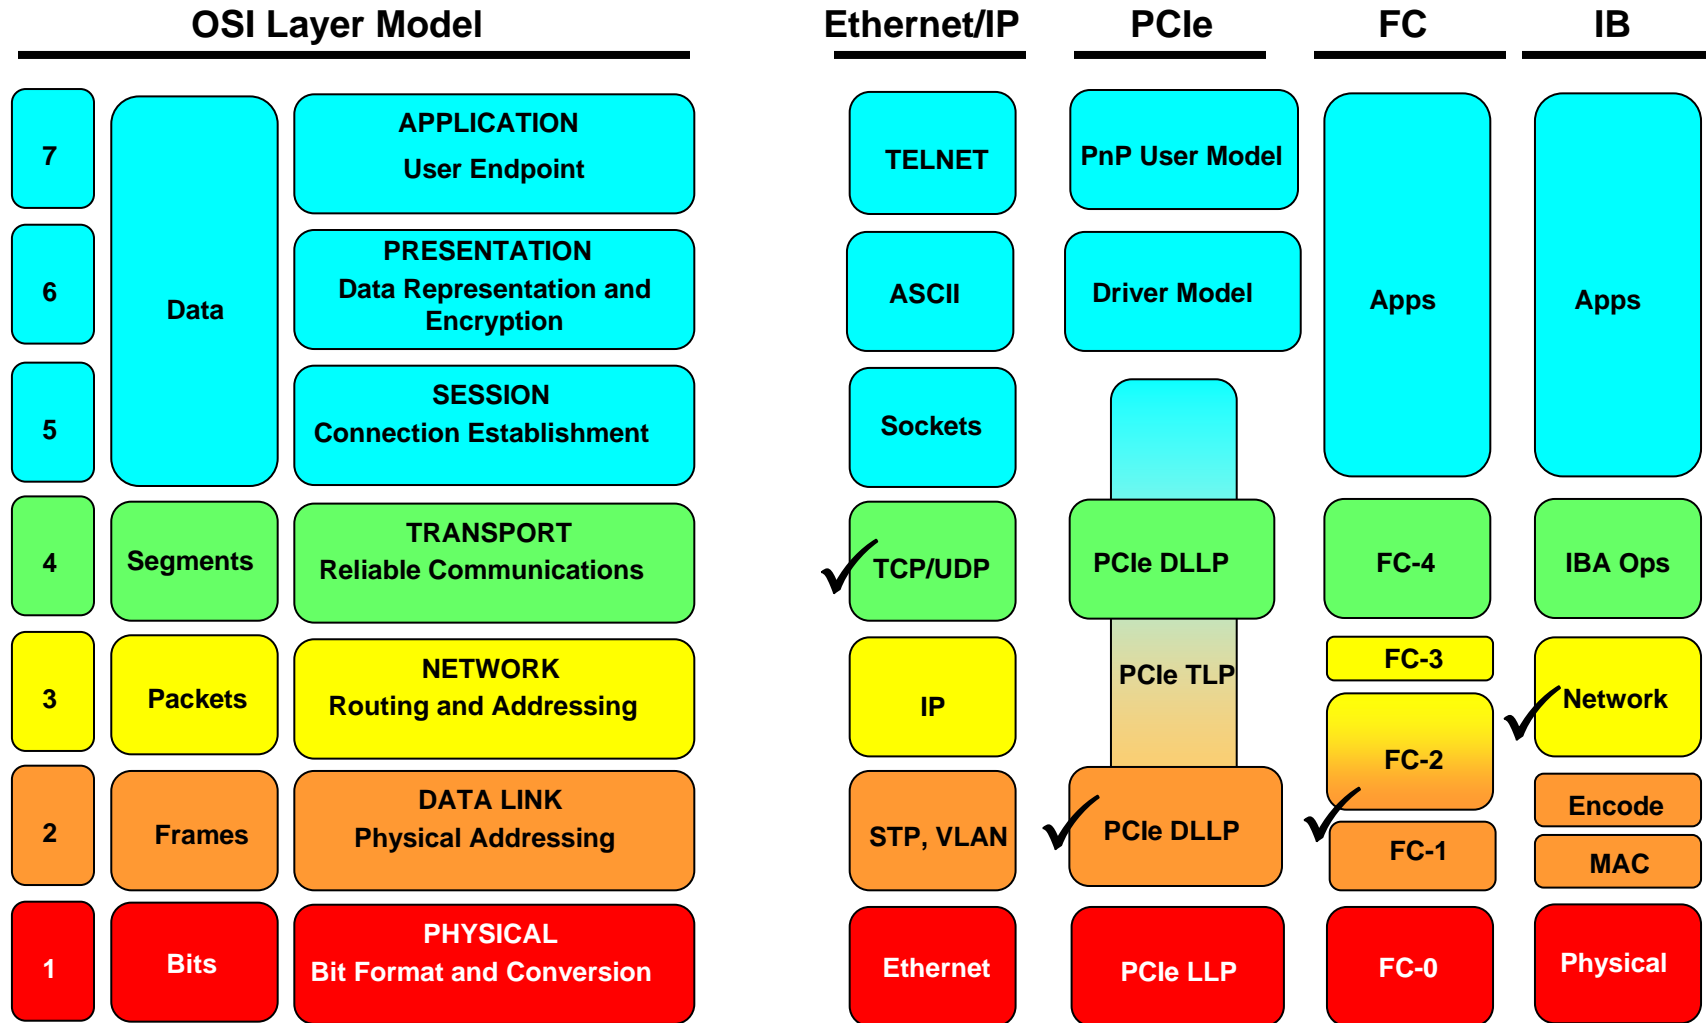 OSI Layer Model
Ethernet/IP
PCIe
FC
IB
7
Data
APPLICATION
User Endpoint
TELNET
PnP User Model
Apps
Apps
6
PRESENTATION
Data Representation and
Encryption
ASCII
Driver Model
5
SESSION
Connection Establishment
Sockets
4
Segments
TRANSPORT
Reliable Communications
TCP/UDP
PCIe DLLP
FC-4
IBA Ops
3
Packets
NETWORK
Routing and Addressing
IP
PCIe TLP
FC-3
FC-2
Network
2
Frames
DATA LINK
Physical Addressing
STP, VLAN
PCIe DLLP
FC-1
Encode
MAC
1
Bits
PHYSICAL
Bit Format and Conversion
Ethernet
PCIe LLP
FC-0
Physical